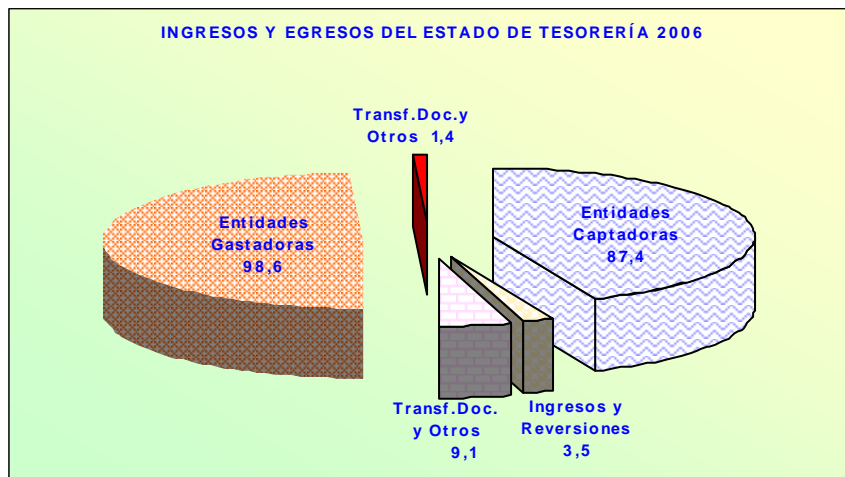 INGRESOS Y EGRESOS DEL ESTADO DE TESORERÍA 2006
Transf.Doc.y
Otros 1,4
Entidades
Gastadoras
98,6
Entidades
Captadoras
87,4
Transf.Doc.
y Otros
9,1
Ingresos y
Reversiones
3,5